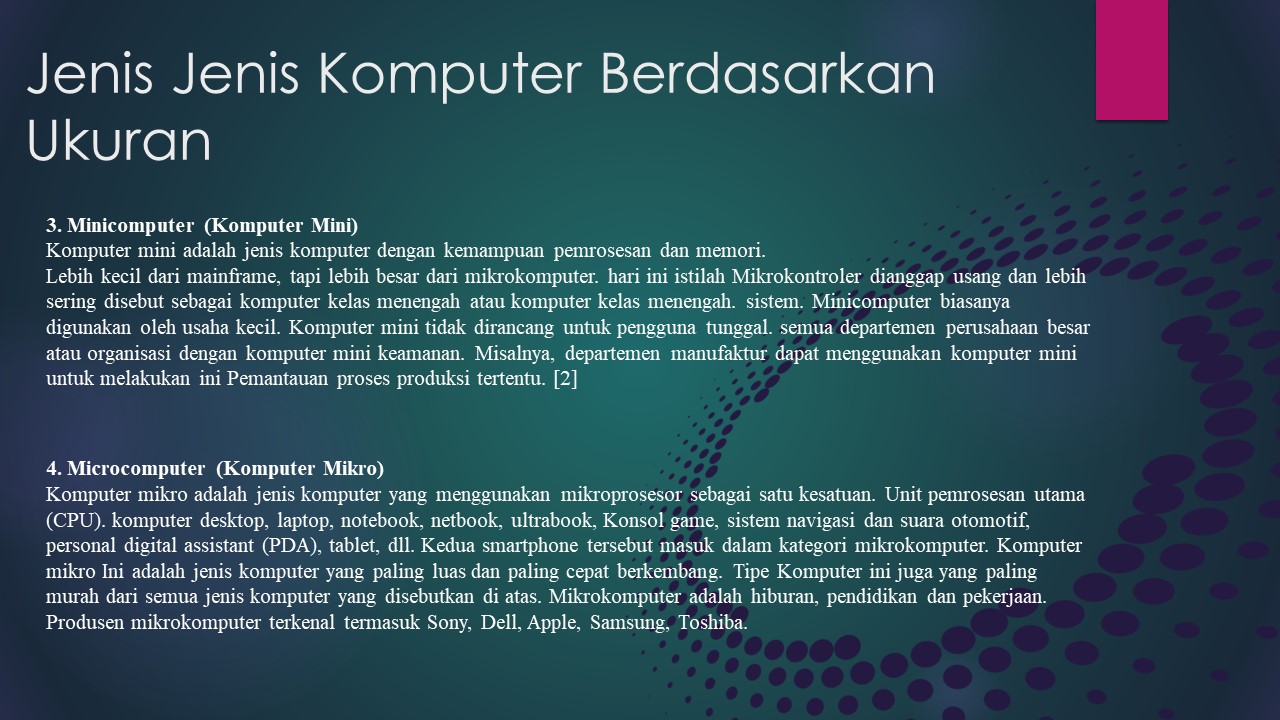 Jenis Jenis Komputer Berdasarkan
Ukuran
3. Minicomputer (Komputer Mini)
Komputer mini adalah jenis komputer dengan kemampuan pemrosesan dan memori.
Lebih kecil dari mainframe, tapi lebih besar dari mikrokomputer. hari ini istilah Mikrokontroler dianggap usang dan lebih
sering disebut sebagai komputer kelas menengah atau komputer kelas menengah. sistem. Minicomputer biasanya
digunakan oleh usaha kecil. Komputer mini tidak dirancang untuk pengguna tunggal. semua departemen perusahaan besar
atau organisasi dengan komputer mini keamanan. Misalnya, departemen manufaktur dapat menggunakan komputer mini
untuk melakukan ini Pemantauan proses produksi tertentu. [2]
4. Microcomputer (Komputer Mikro)
Komputer mikro adalah jenis komputer yang menggunakan mikroprosesor sebagai satu kesatuan. Unit pemrosesan utama
(CPU). komputer desktop, laptop, notebook, netbook, ultrabook, Konsol game, sistem navigasi dan suara otomotif,
personal digital assistant (PDA), tablet, dll. Kedua smartphone tersebut masuk dalam kategori mikrokomputer. Komputer
mikro Ini adalah jenis komputer yang paling luas dan paling cepat berkembang. Tipe Komputer ini juga yang paling
murah dari semua jenis komputer yang disebutkan di atas. Mikrokomputer adalah hiburan, pendidikan dan pekerjaan.
Produsen mikrokomputer terkenal termasuk Sony, Dell, Apple, Samsung, Toshiba.